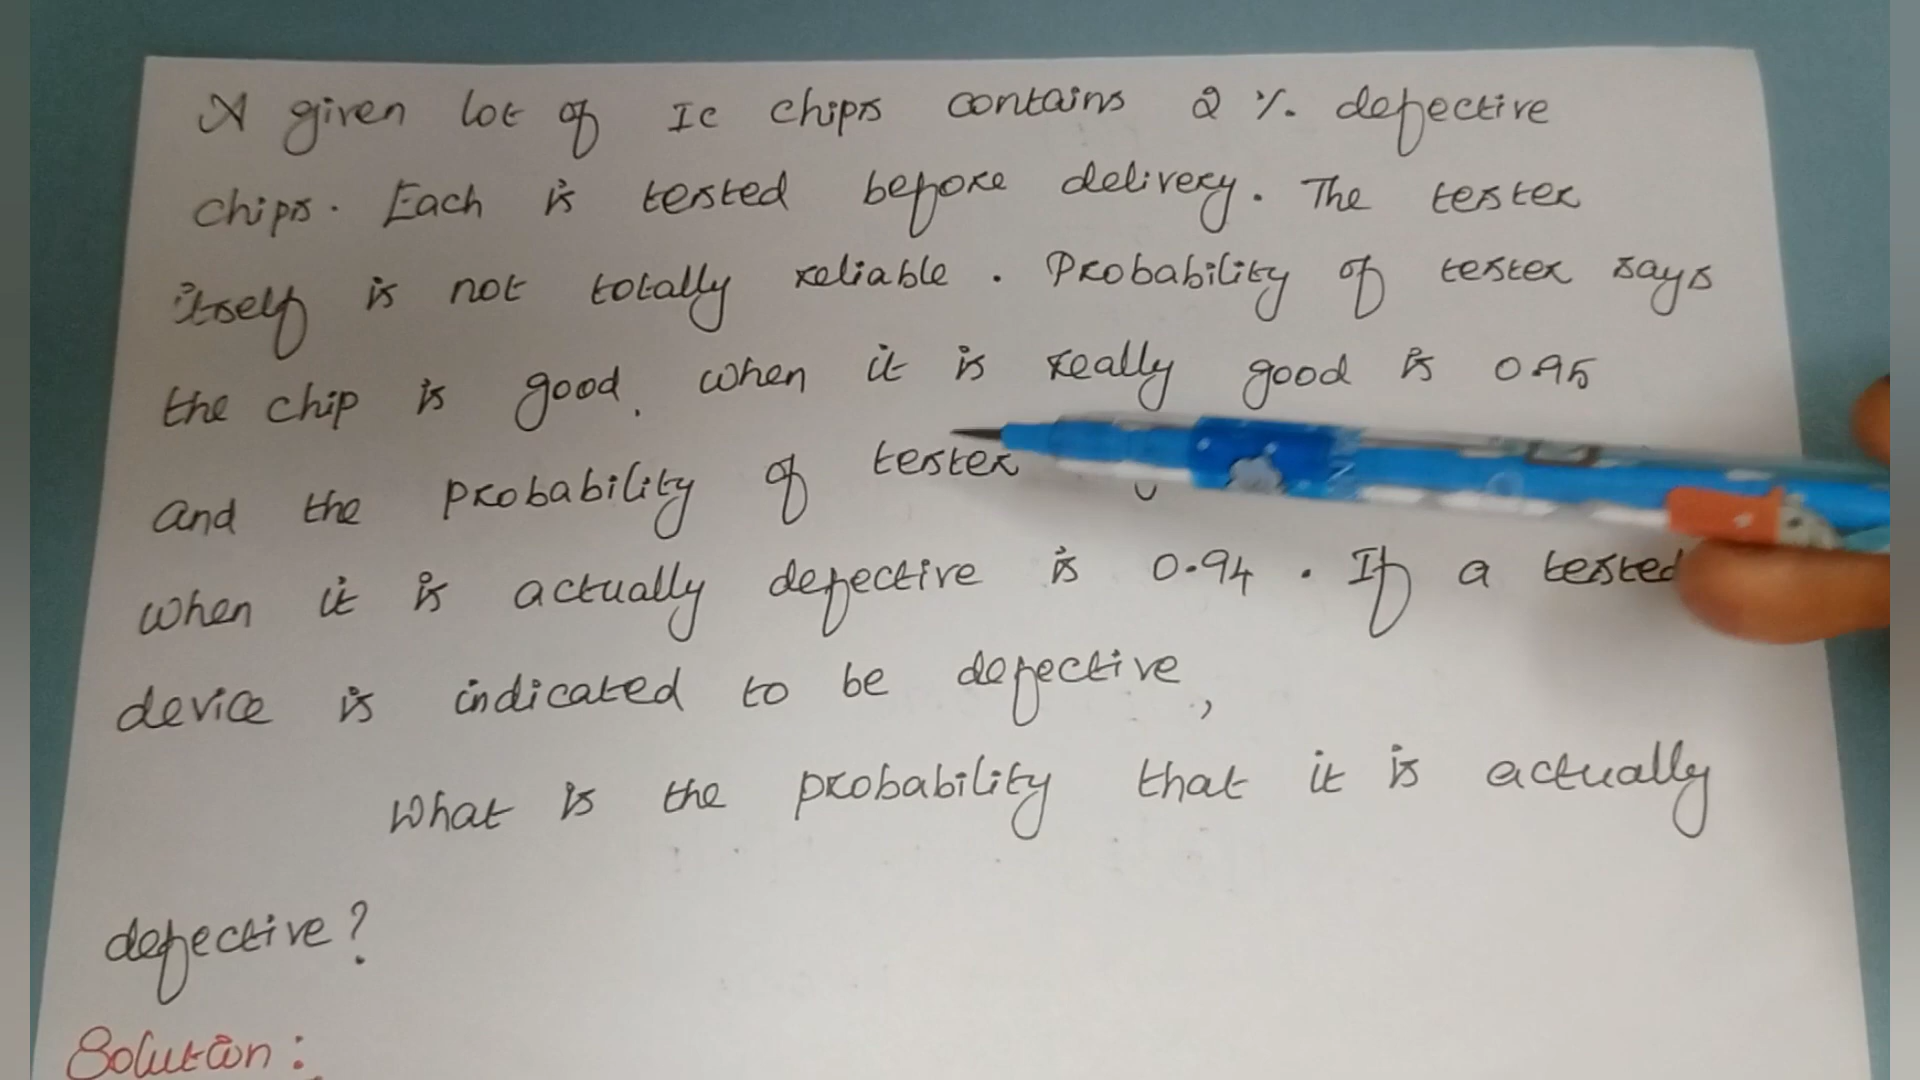 A given lot of Ic chips contains 2 %. defective
chips. Each is tested before delivery. The tester
itself is not totally reliable. Probability of tester says
the chip is good, when it is really good is 0.95
and the probability of tester
when it is actually defective is 0.94. If a tested
device is indicated to be defective,
What is the probability that it is actually
defective?
Solution: